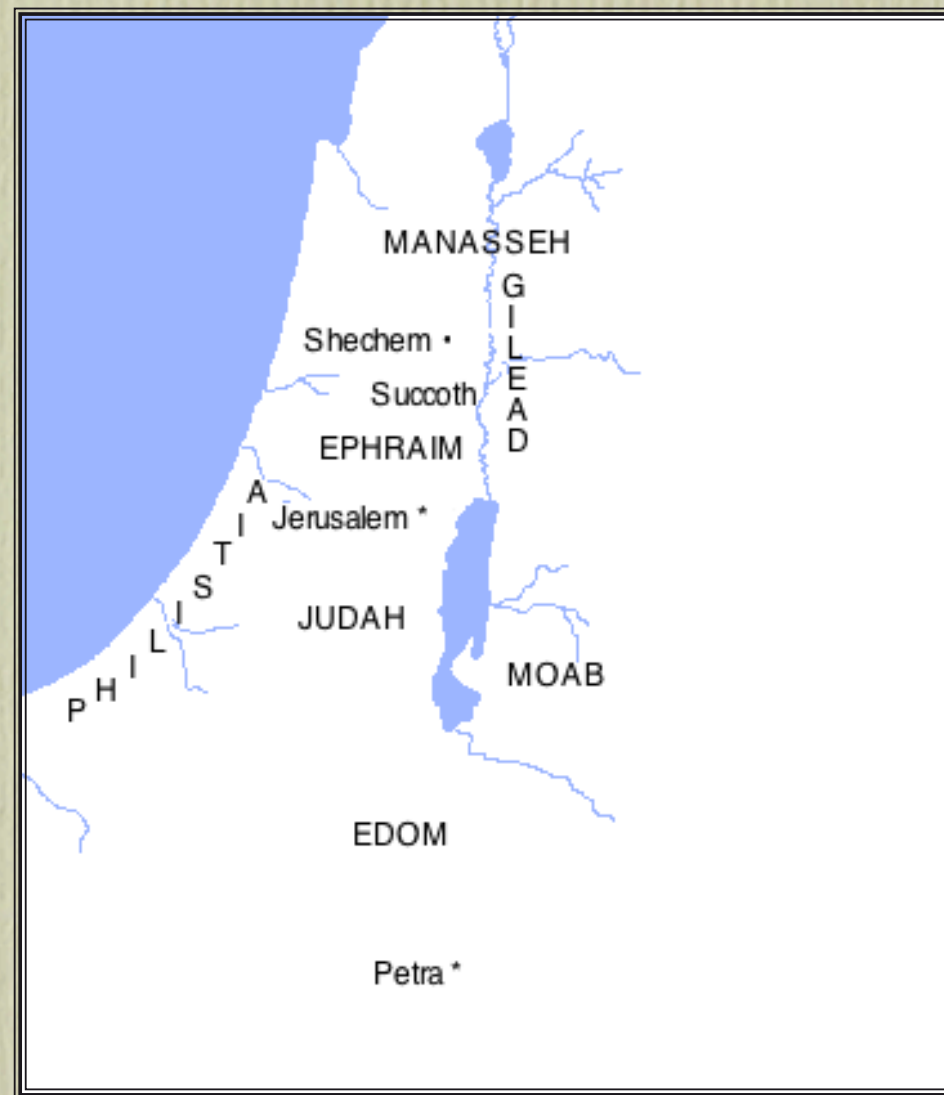 MANASSEH
GILEAD
Shechem •
Succoth
EPHRAIM
PHILISTIA
Jerusalem *
JUDAH
MOAB
EDOM
Petra *